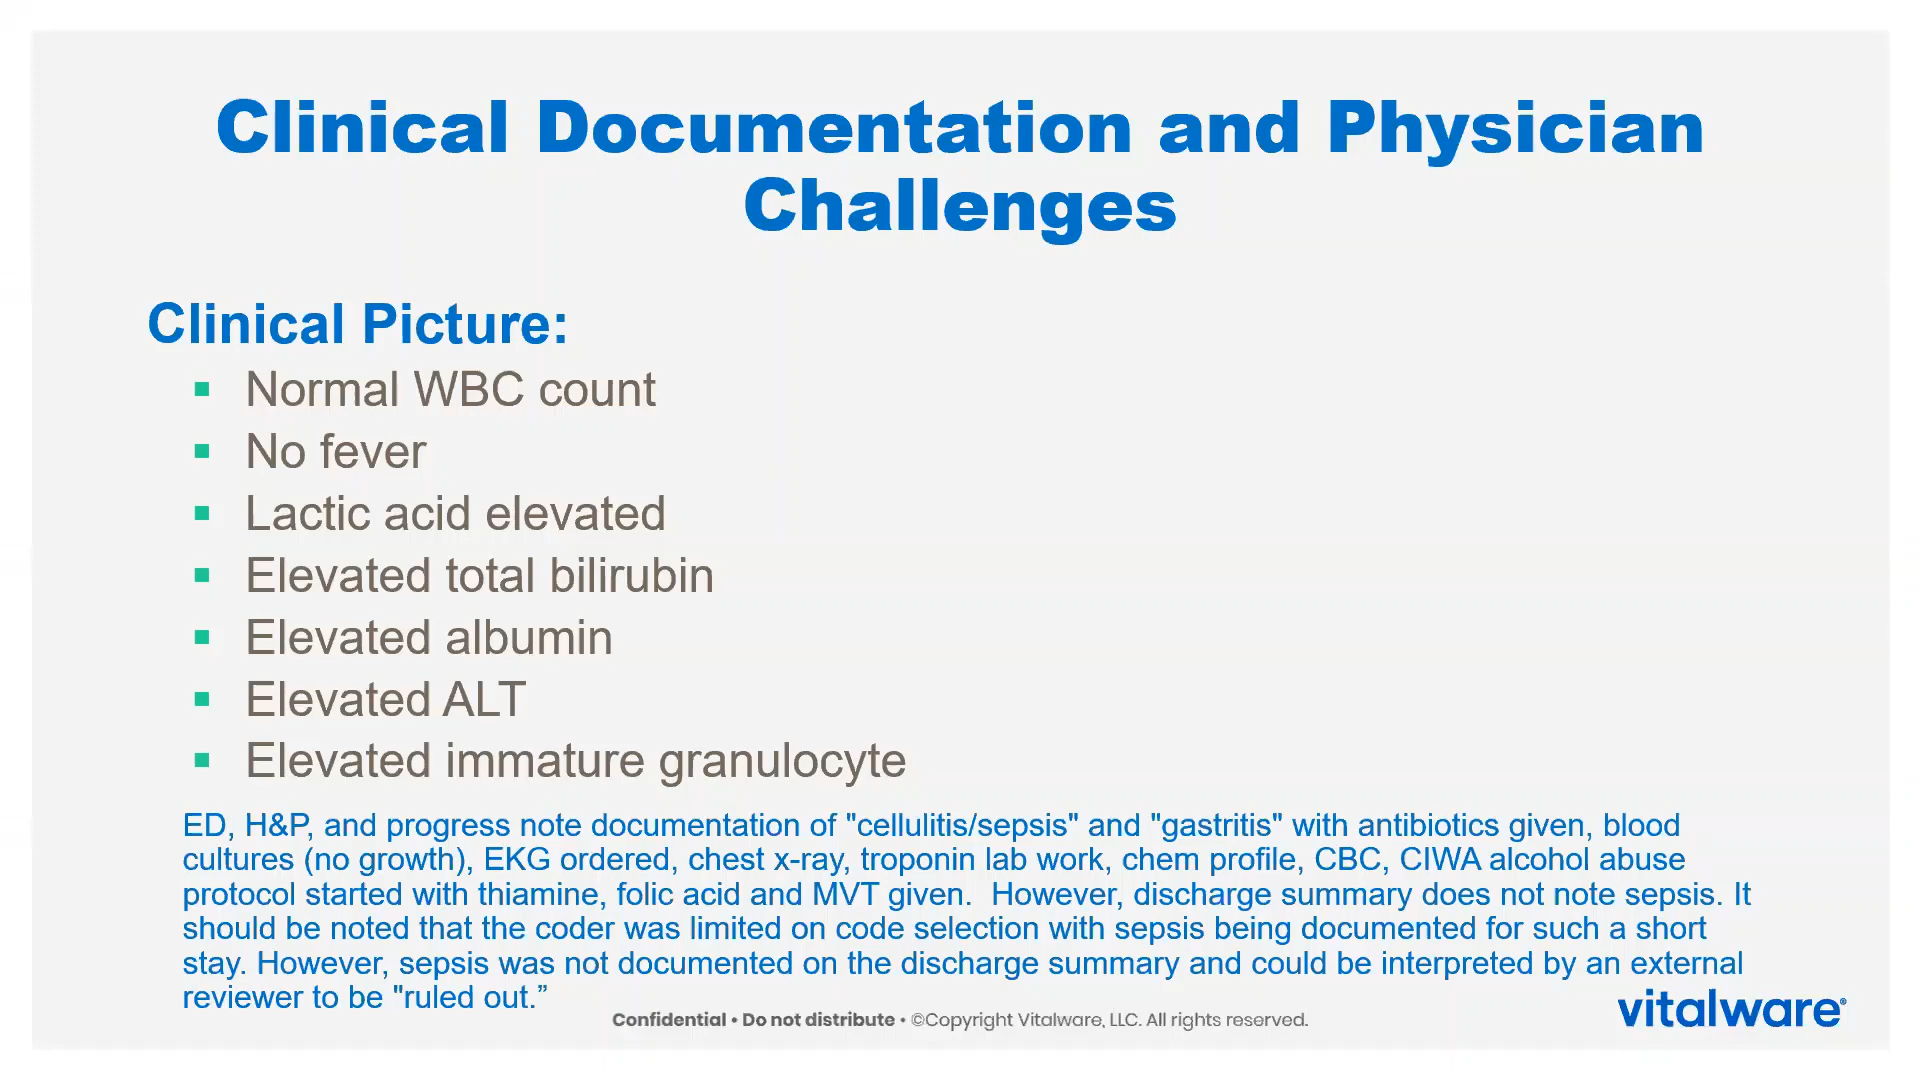 Clinical Documentation and Physician
Challenges
Clinical Picture:
▪ Normal WBC count
▪ No fever
▪ Lactic acid elevated
▪ Elevated total bilirubin
▪ Elevated albumin
▪ Elevated ALT
▪ Elevated immature granulocyte
ED, H&P, and progress note documentation of "cellulitis/sepsis" and "gastritis" with antibiotics given, blood
cultures (no growth), EKG ordered, chest x-ray, troponin lab work, chem profile, CBC, CIWA alcohol abuse
protocol started with thiamine, folic acid and MVT given.  However, discharge summary does not note sepsis. It
should be noted that the coder was limited on code selection with sepsis being documented for such a short
stay. However, sepsis was not documented on the discharge summary and could be interpreted by an external
reviewer to be "ruled out.”
Confidential • Do not distribute • ©Copyright Vitalware, LLC. All rights reserved.
vitalware®